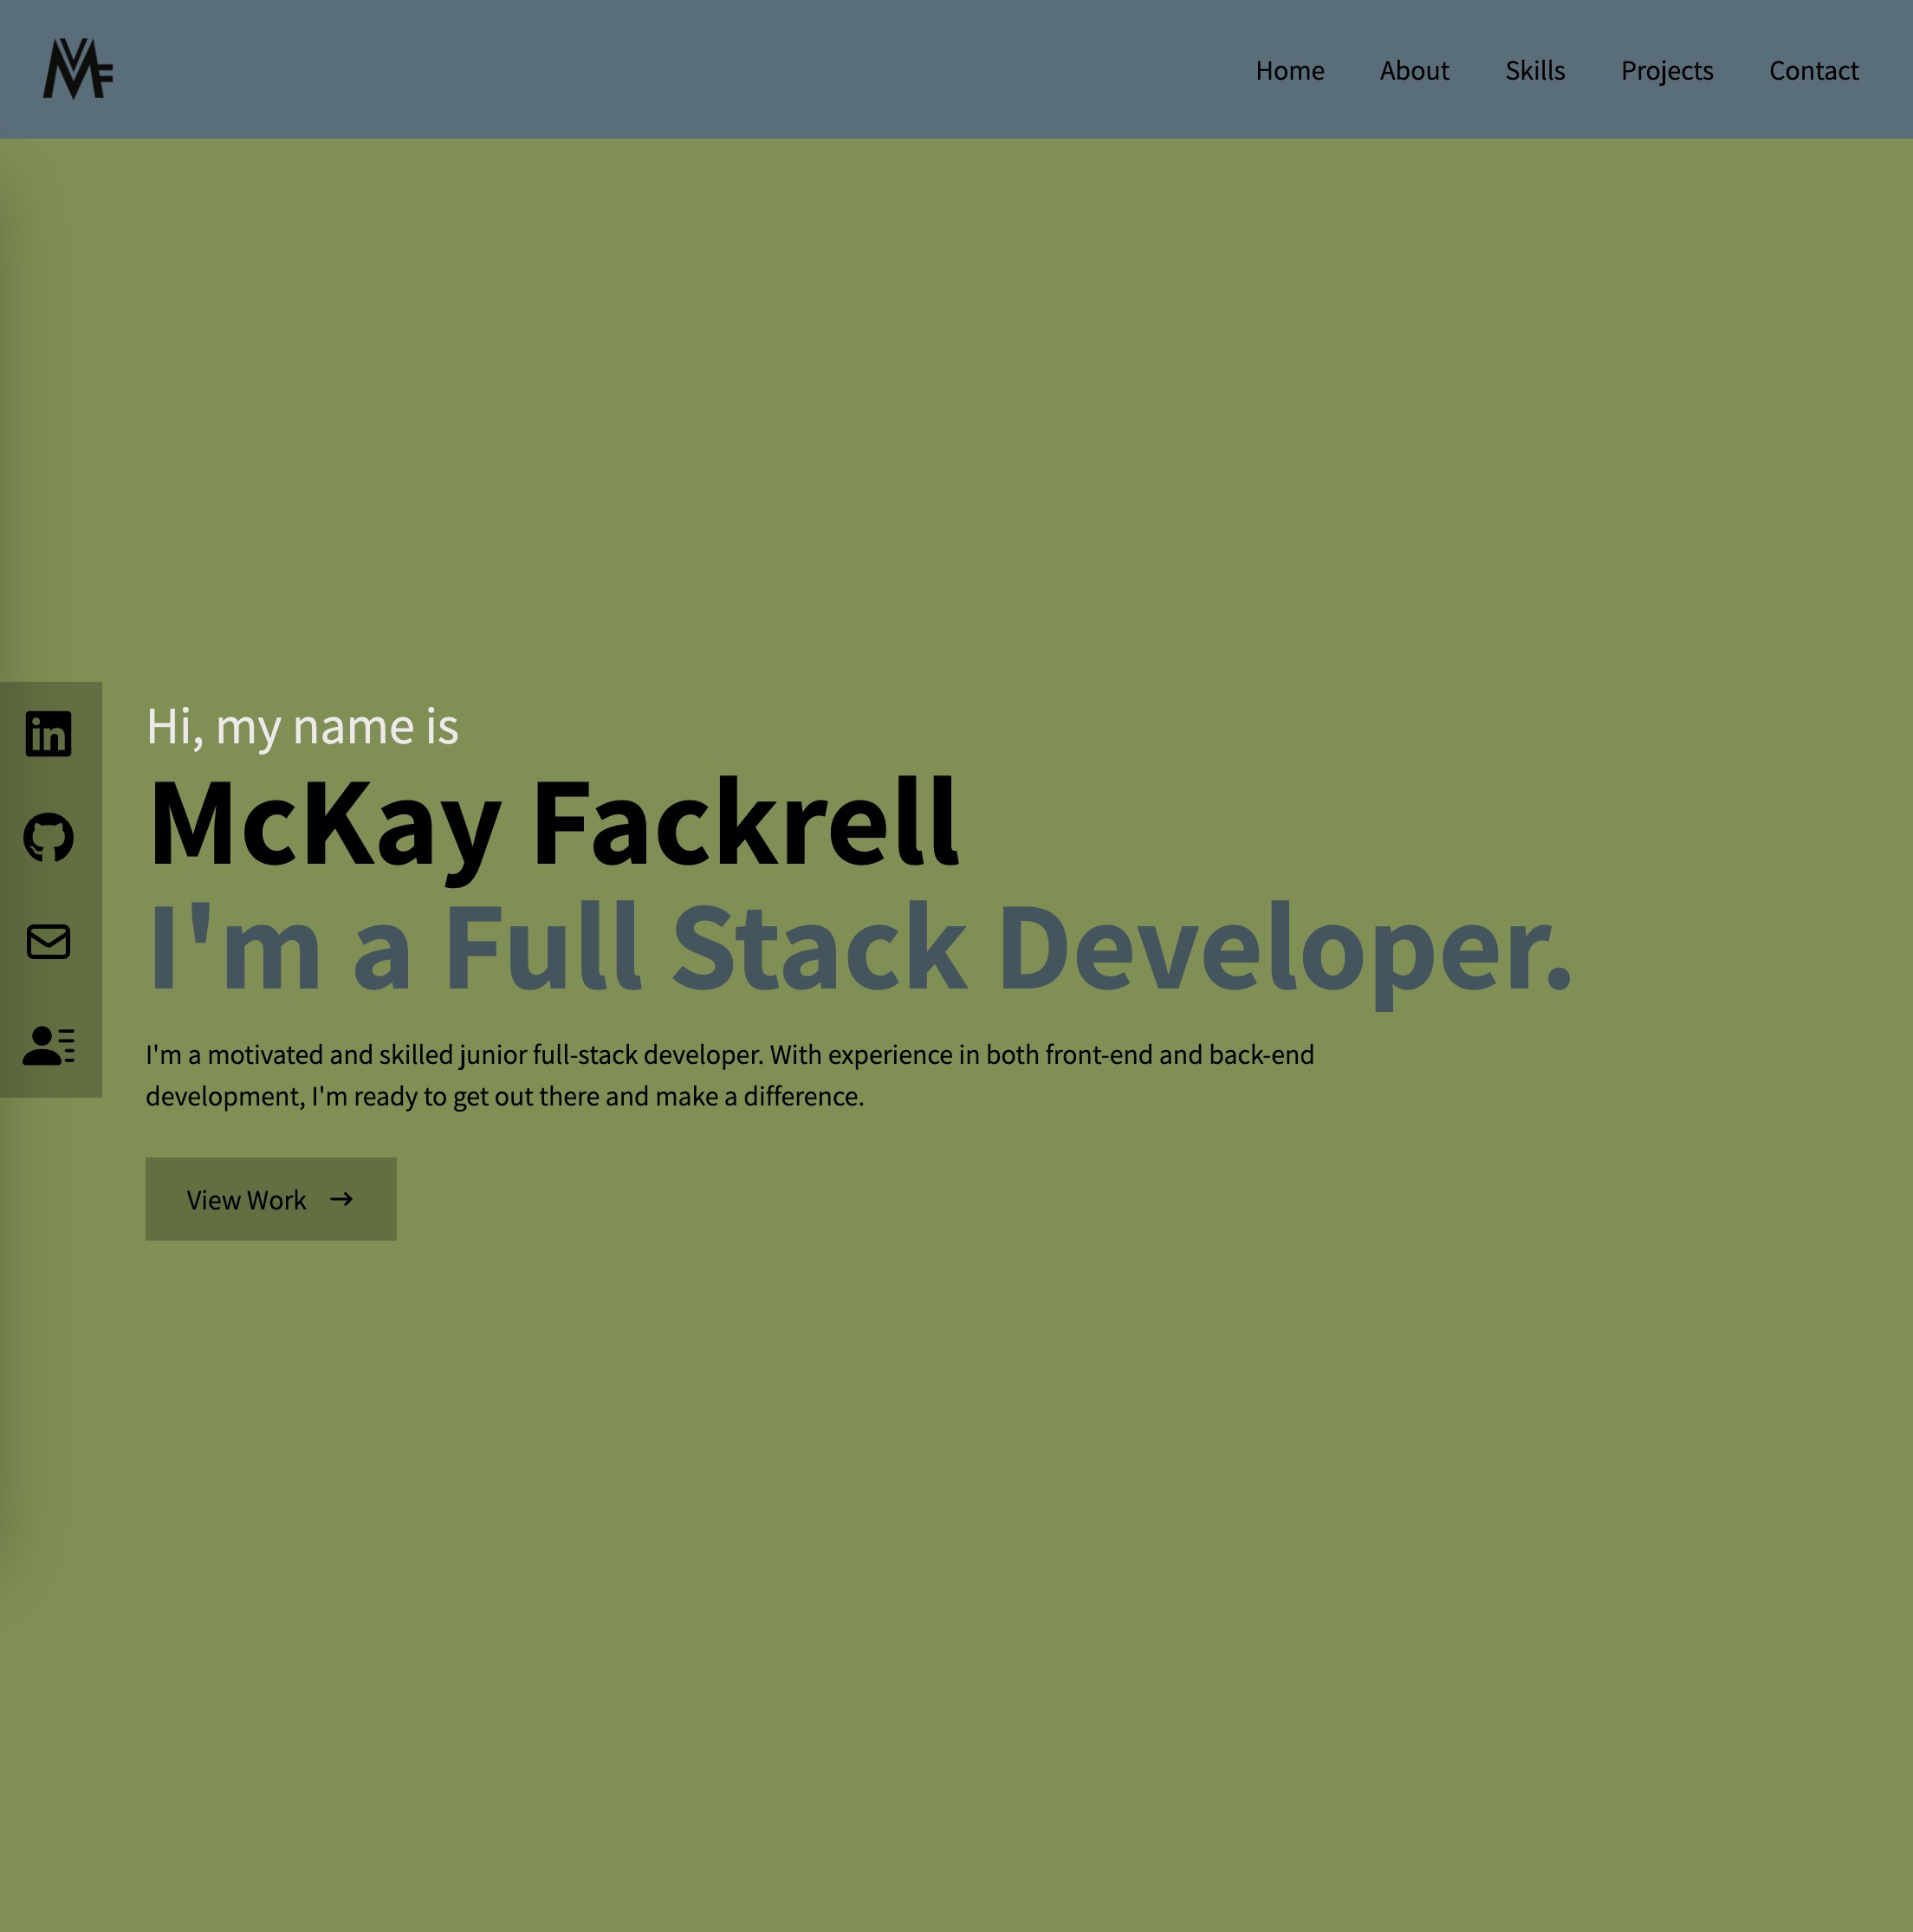 MF
Home About Skills Projects Contact
in
Hi, my name is
McKay Fackrell
I'm a Full Stack Developer.
I'm a motivated and skilled junior full-stack developer. With experience in both front-end and back-end
development, I'm ready to get out there and make a difference.
View Work